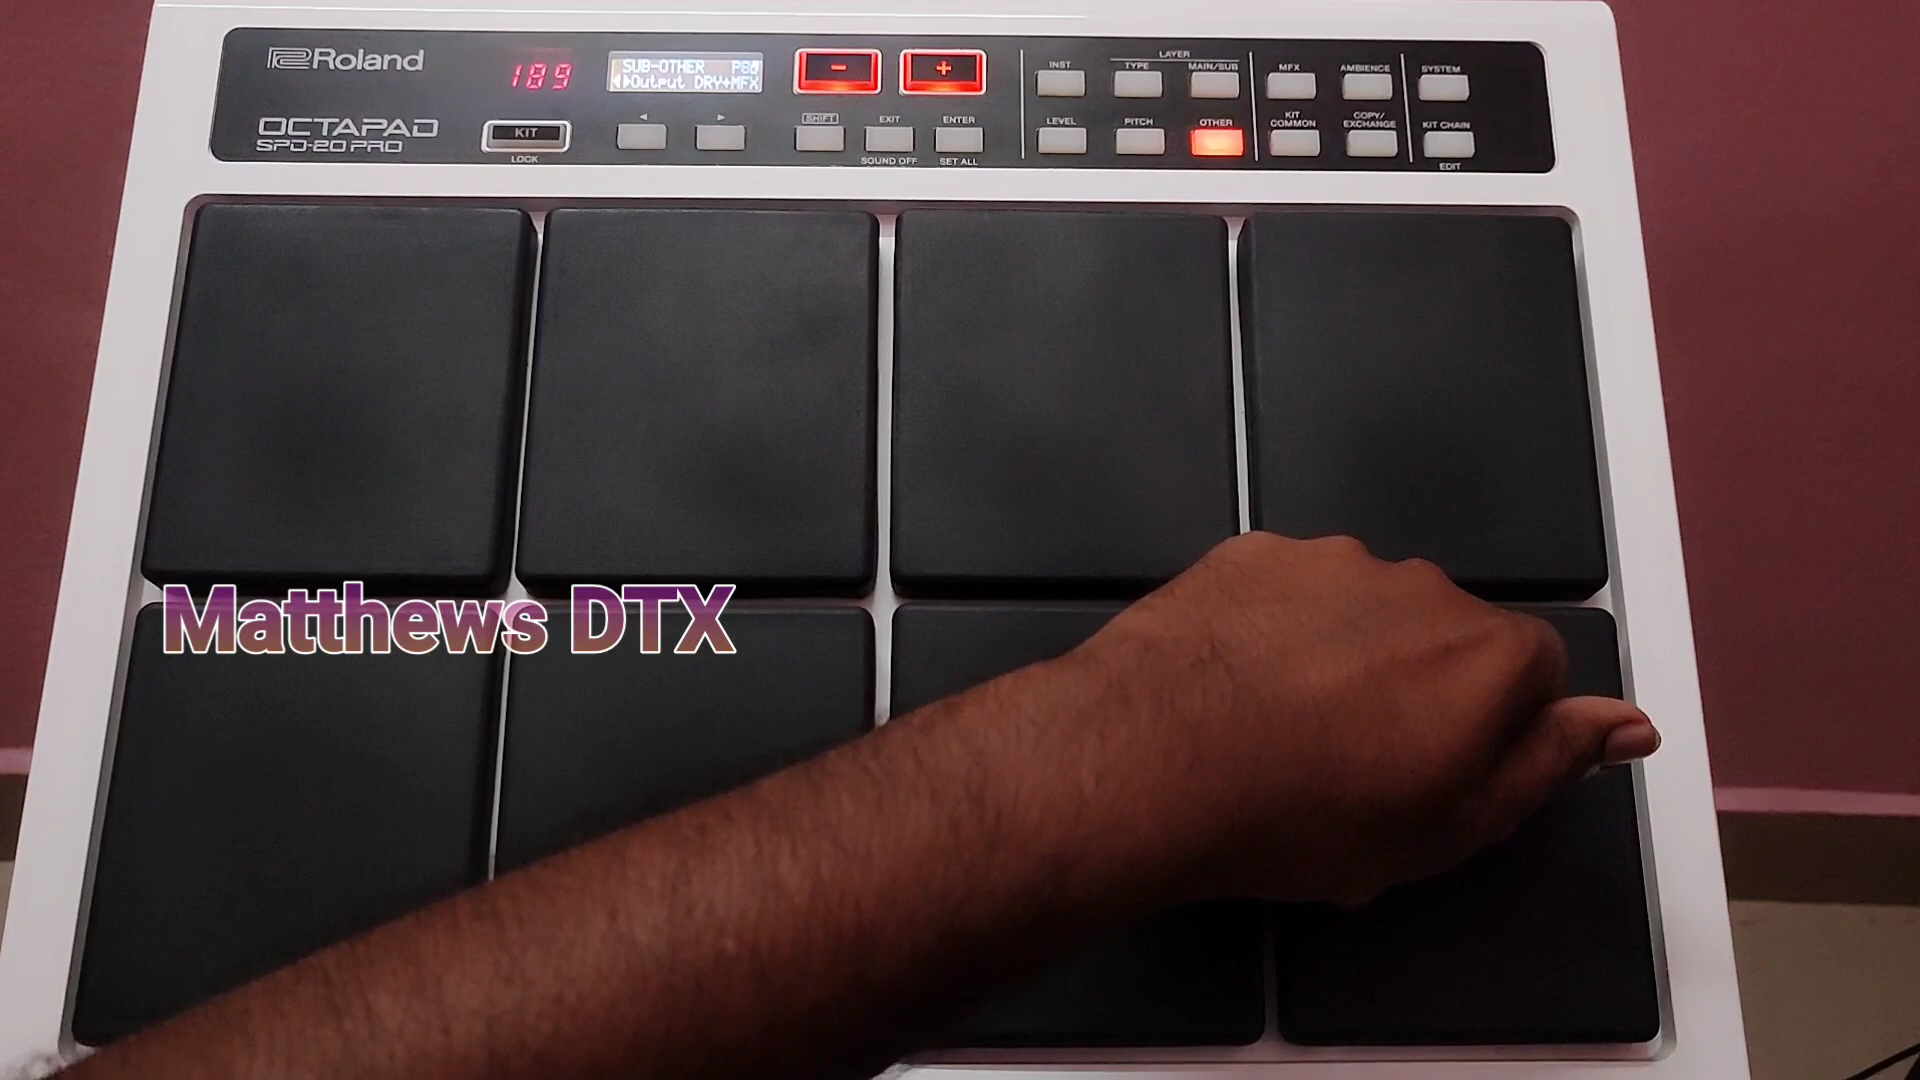 Roland
189
SUB-OTHER P8
Output DRY+MFX
-
+
INST
LAYER
TYPE
MAIN/SUB
MFX
AMBIENCE
SYSTEM
OCTAPAD
SPD-20 PRO
KIT
LOCK
SHIFT
EXIT
ENTER
SOUND OFF
SET ALL
LEVEL
PITCH
OTHER
KIT
COMMON
COPY/
EXCHANGE
KIT CHAIN
EDIT
Matthews DTX